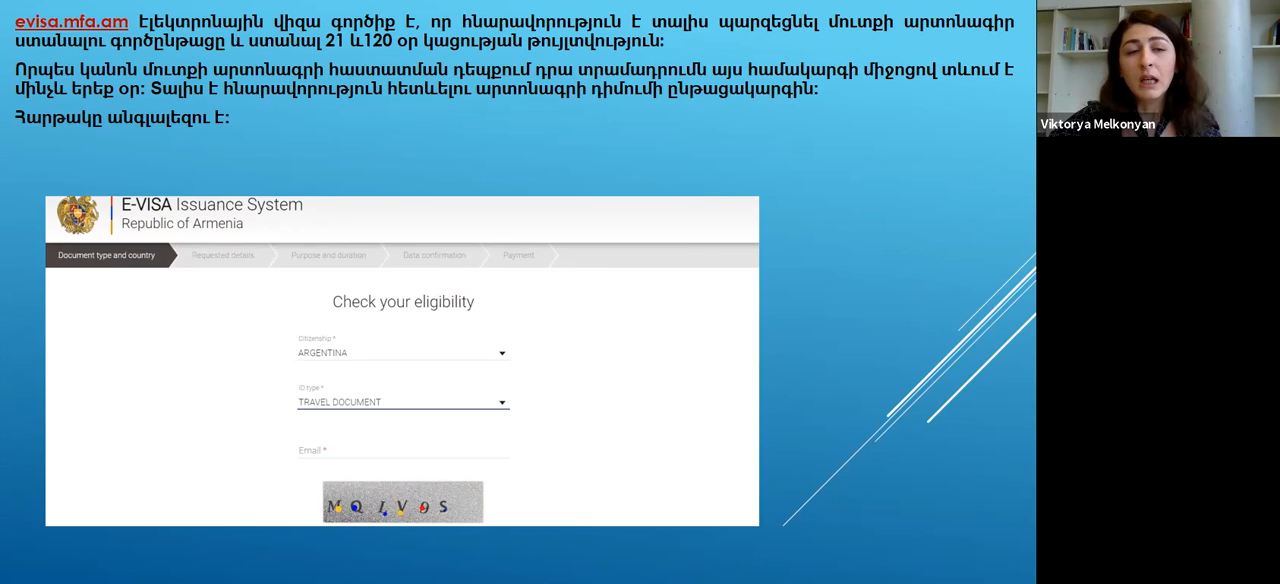 evisa.mfa.am էլեկտրոնային վիզա գործիք է, որ հնարավորություն է տալիս պարզեցնել մուտքի արտոնագիր
ստանալու գործընթացը և ստանալ 21 և120 օր կացության թույլտվություն:
Որպես կանոն մուտքի արտոնագրի հաստատման դեպքում դրա տրամադրումն այս համակարգի միջոցով տևում է
մինչև երեք օր: Տալիս է հնարավորություն հետևելու արտոնագրի դիմումի ընթացակարգին:
Հարթակը անգլալեզու է:
Viktorya Melkonyan
E-VISA Issuance System
Republic of Armenia
Document type and country Requested details Purpose and duration Data confirmation Payment
Check your eligibility
Citizenship *
ARGENTINA
ID type *
TRAVEL DOCUMENT
Email *
M Q L V 9 S